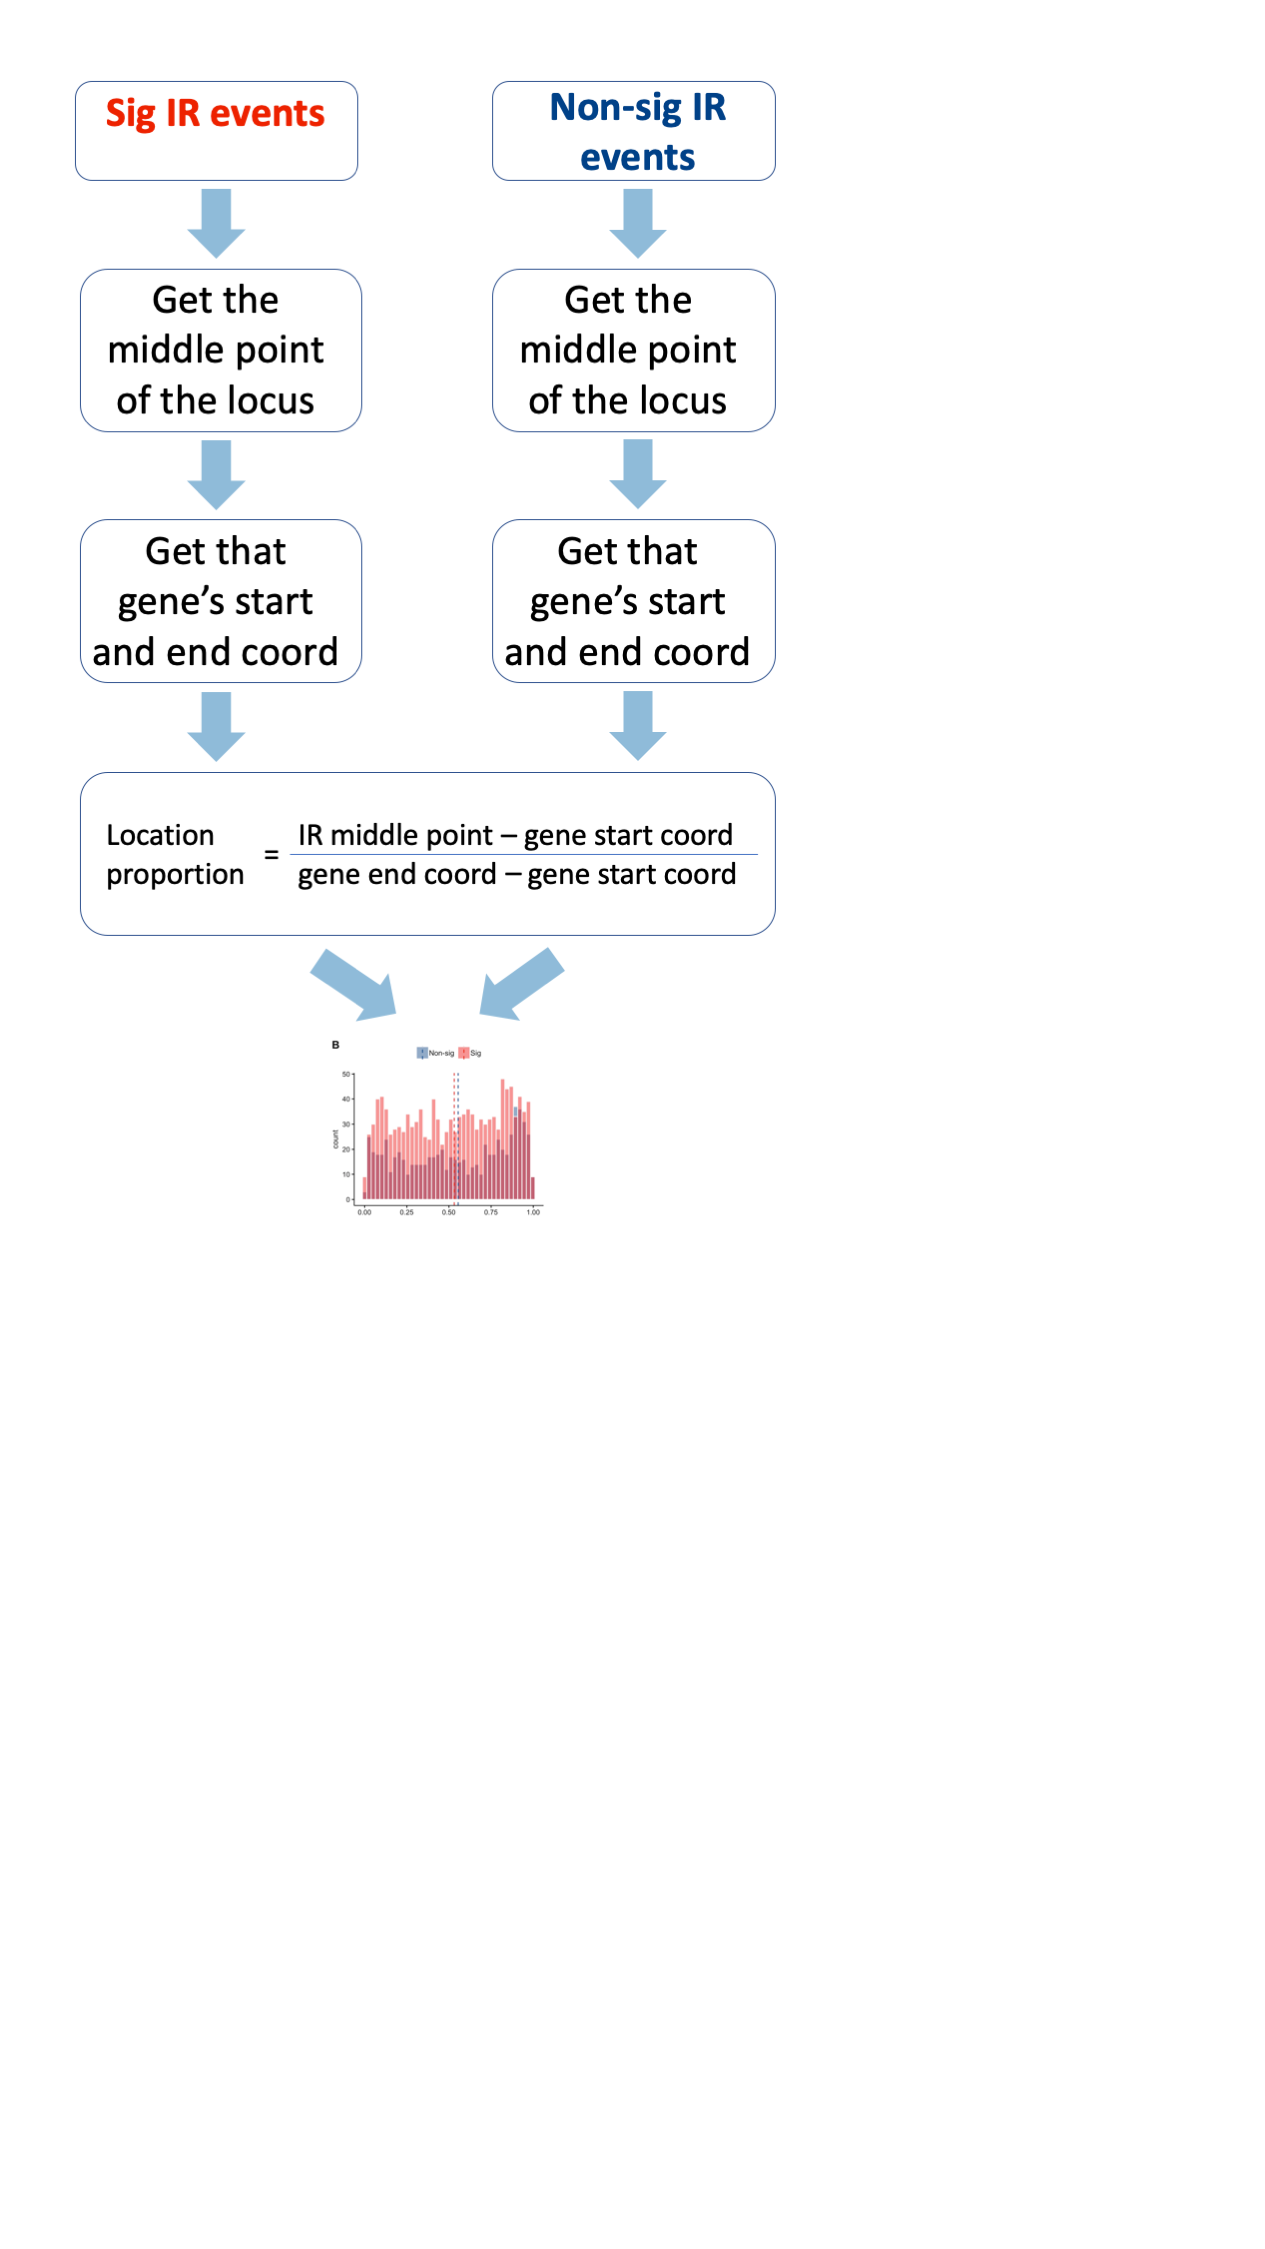 Sig IR events
Non-sig IR
events
Get the
middle point
of the locus
Get the
middle point
of the locus
Get that
gene’s start
and end coord
Get that
gene’s start
and end coord
Location
proportion
=
IR middle point – gene start coord
gene end coord – gene start coord
B
Non-sig
Sig
50
40
30
20
10
0
count
0.00
0.25
0.50
0.75
1.00